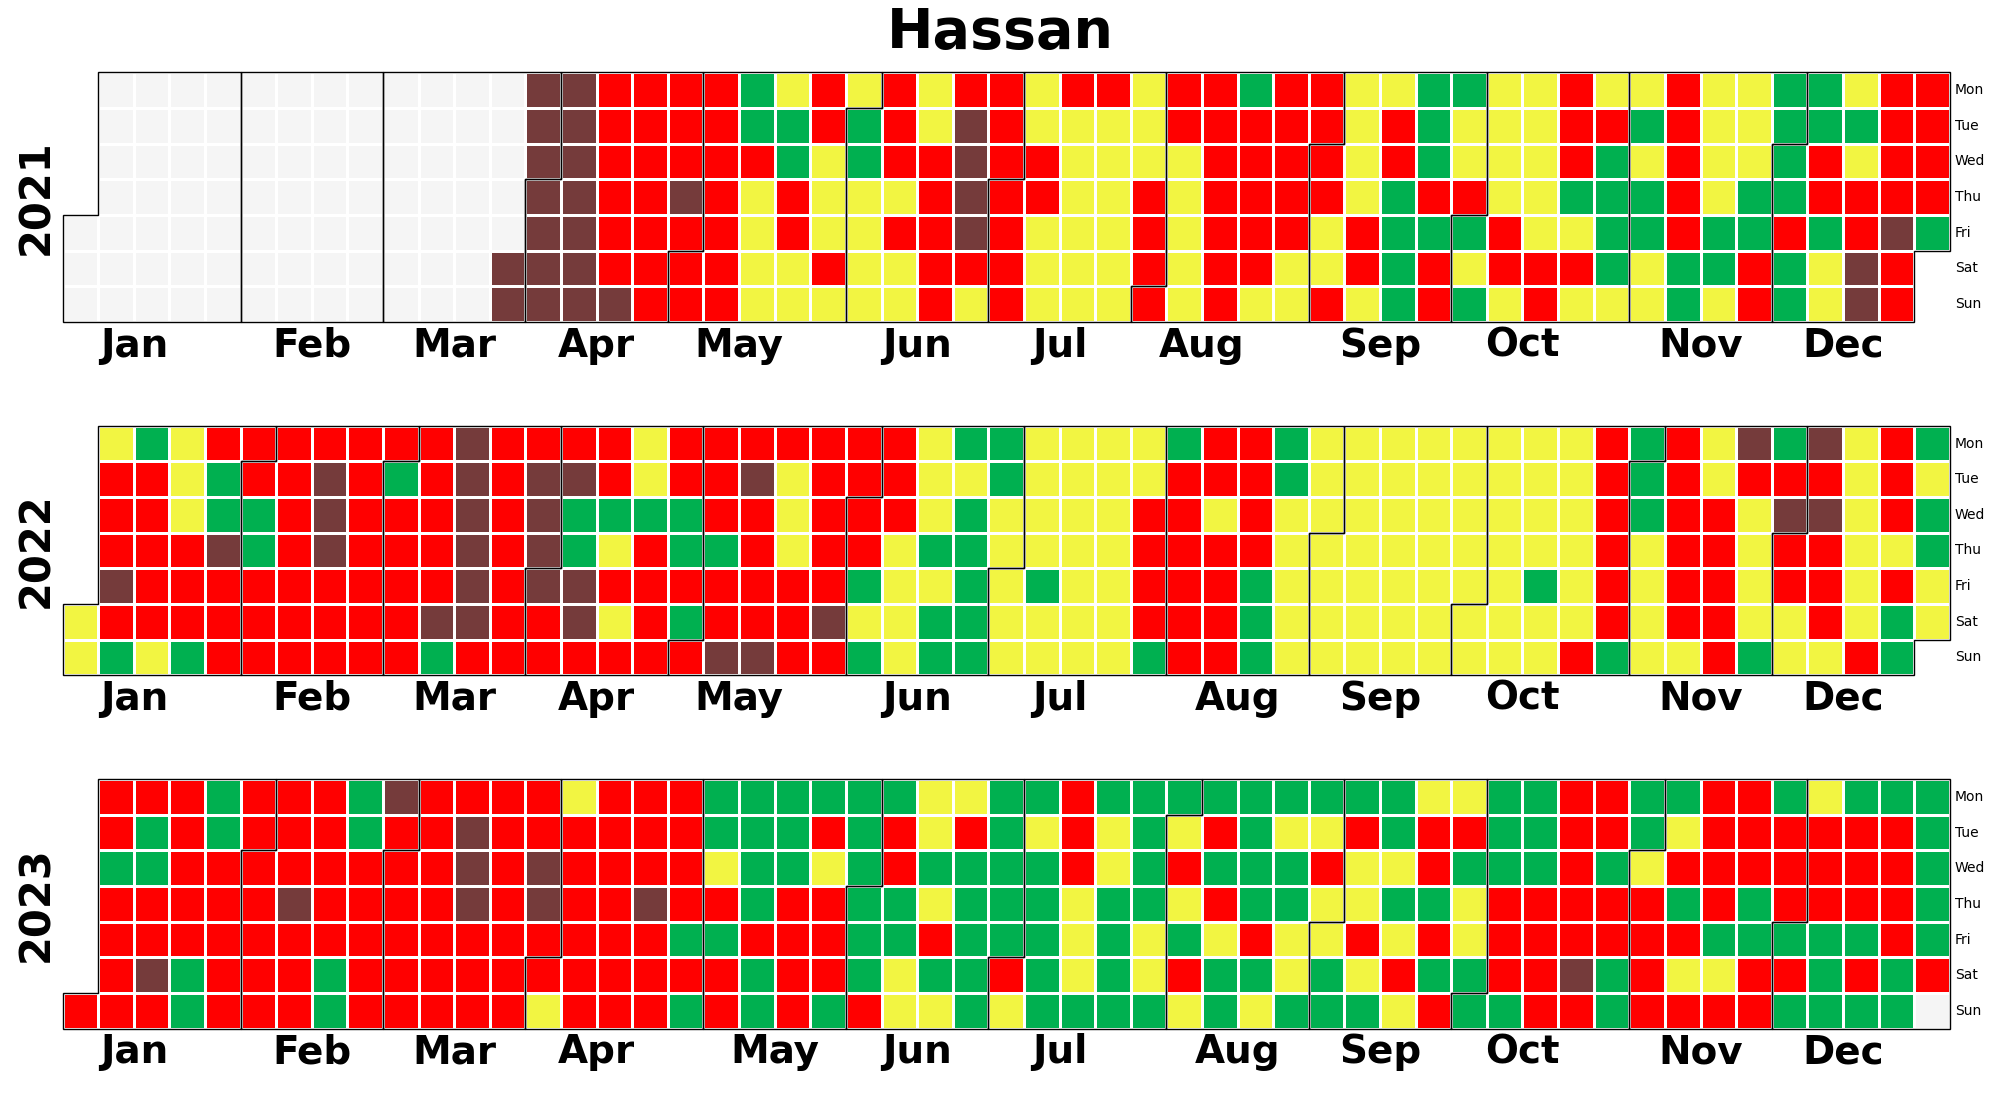 Hassan
2021
Mon
Tue
Wed
Thu
Fri
Sat
Sun
Jan Feb Mar Apr May Jun Jul Aug Sep Oct Nov Dec
2022
Mon
Tue
Wed
Thu
Fri
Sat
Sun
Jan Feb Mar Apr May Jun Jul Aug Sep Oct Nov Dec
2023
Mon
Tue
Wed
Thu
Fri
Sat
Sun
Jan Feb Mar Apr May Jun Jul Aug Sep Oct Nov Dec